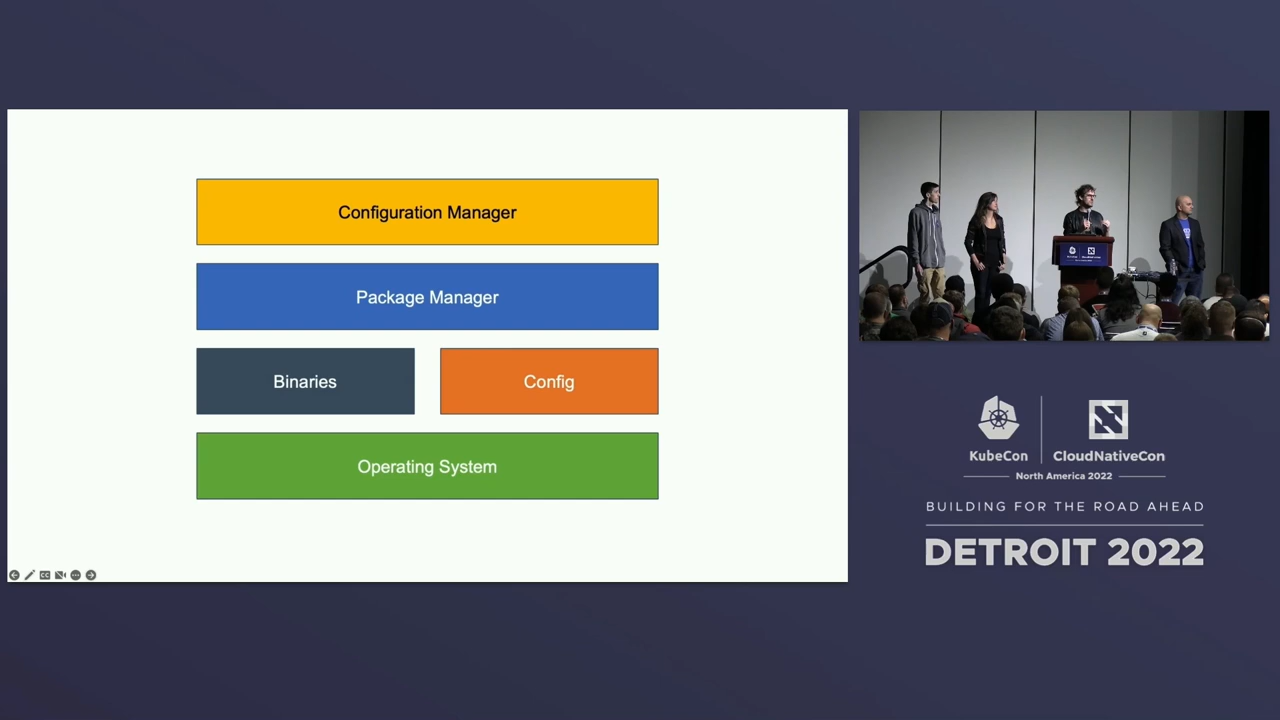 Configuration Manager
Package Manager
Binaries
Config
Operating System
KubeCon
CloudNativeCon
North America 2022
BUILDING FOR THE ROAD AHEAD
DETROIT 2022